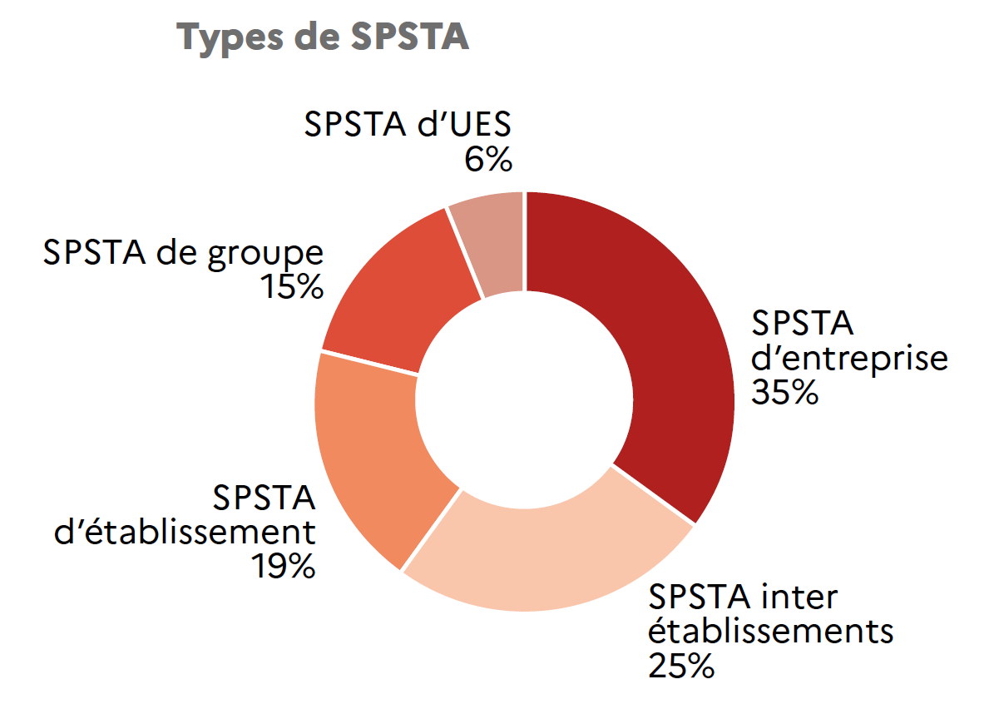 Types de SPSTA
SPSTA d’UES
6%
SPSTA de groupe
15%
SPSTA
d’entreprise
35%
SPSTA
d’établissement
19%
SPSTA inter
établissements
25%